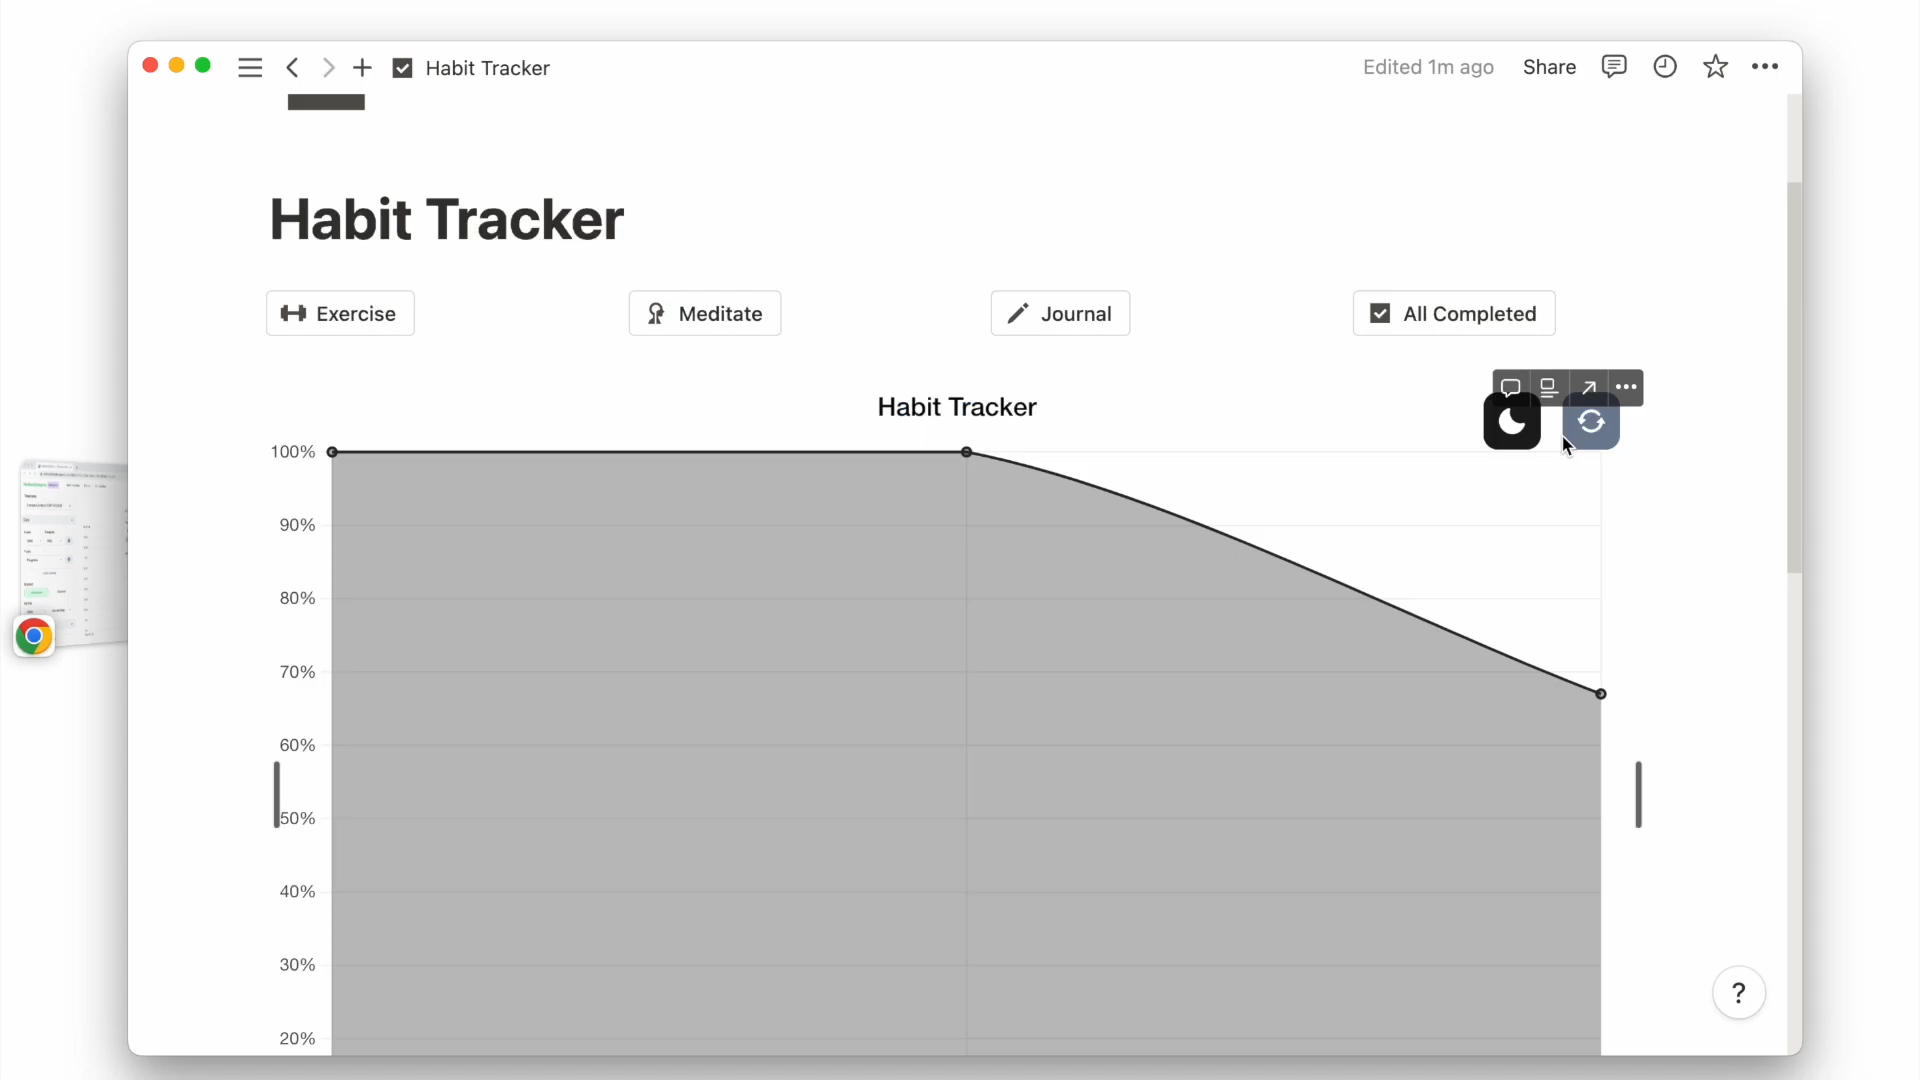 Habit Tracker
Edited 1m ago
Share
Habit Tracker
Exercise
Meditate
Journal
All Completed
Habit Tracker
100%
90%
80%
70%
60%
50%
40%
30%
20%
?